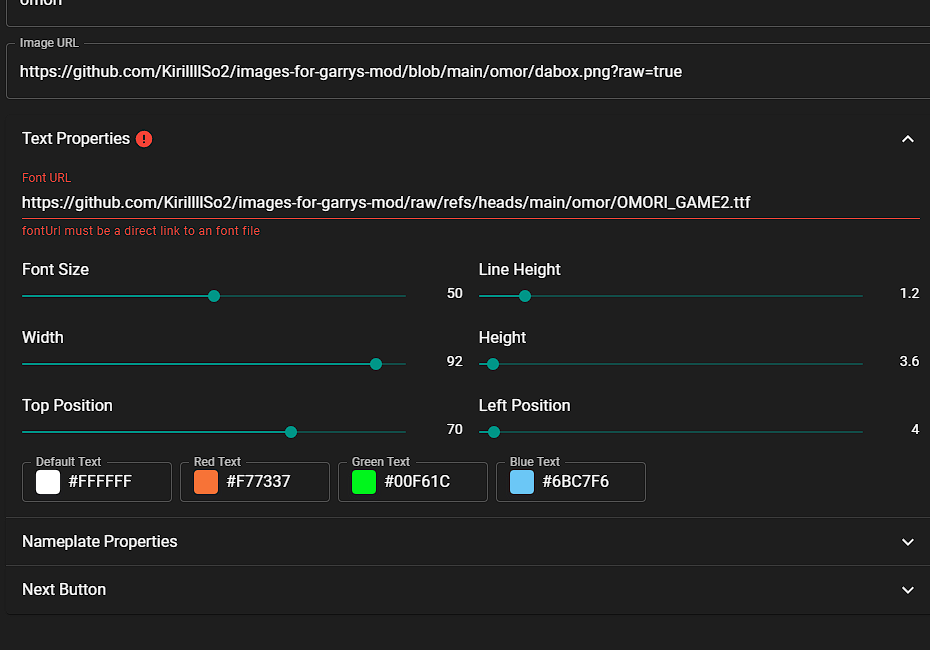 omori
Image URL
https://github.com/KirillllSo2/images-for-garrys-mod/blob/main/omor/dabox.png?raw=true
Text Properties
Font URL
https://github.com/KirillllSo2/images-for-garrys-mod/raw/refs/heads/main/omor/OMORI_GAME2.ttf
fontUrl must be a direct link to an font file
Font Size
50
Line Height
1.2
Width
92
Height
3.6
Top Position
70
Left Position
4
Default Text
#FFFFFF
Red Text
#F77337
Green Text
#00F61C
Blue Text
#6BC7F6
Nameplate Properties
Next Button